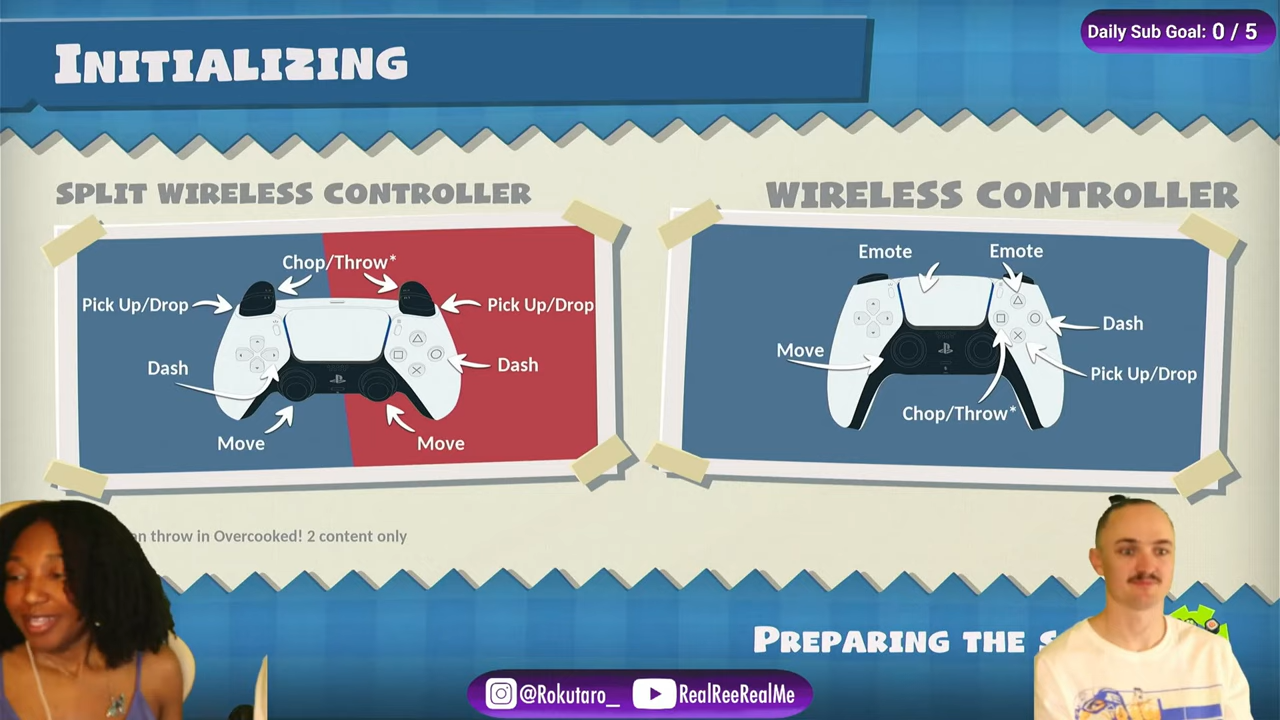 INITIALIZING
Daily Sub Goal: 0 / 5
SPLIT WIRELESS CONTROLLER
WIRELESS CONTROLLER
Chop/Throw*
Pick Up/Drop
Pick Up/Drop
Dash
Dash
Move
Move
Emote
Emote
Dash
Move
Pick Up/Drop
Chop/Throw*
throw in Overcooked! 2 content only
PREPARING THE
@Rokutaro_
RealReeRealMe